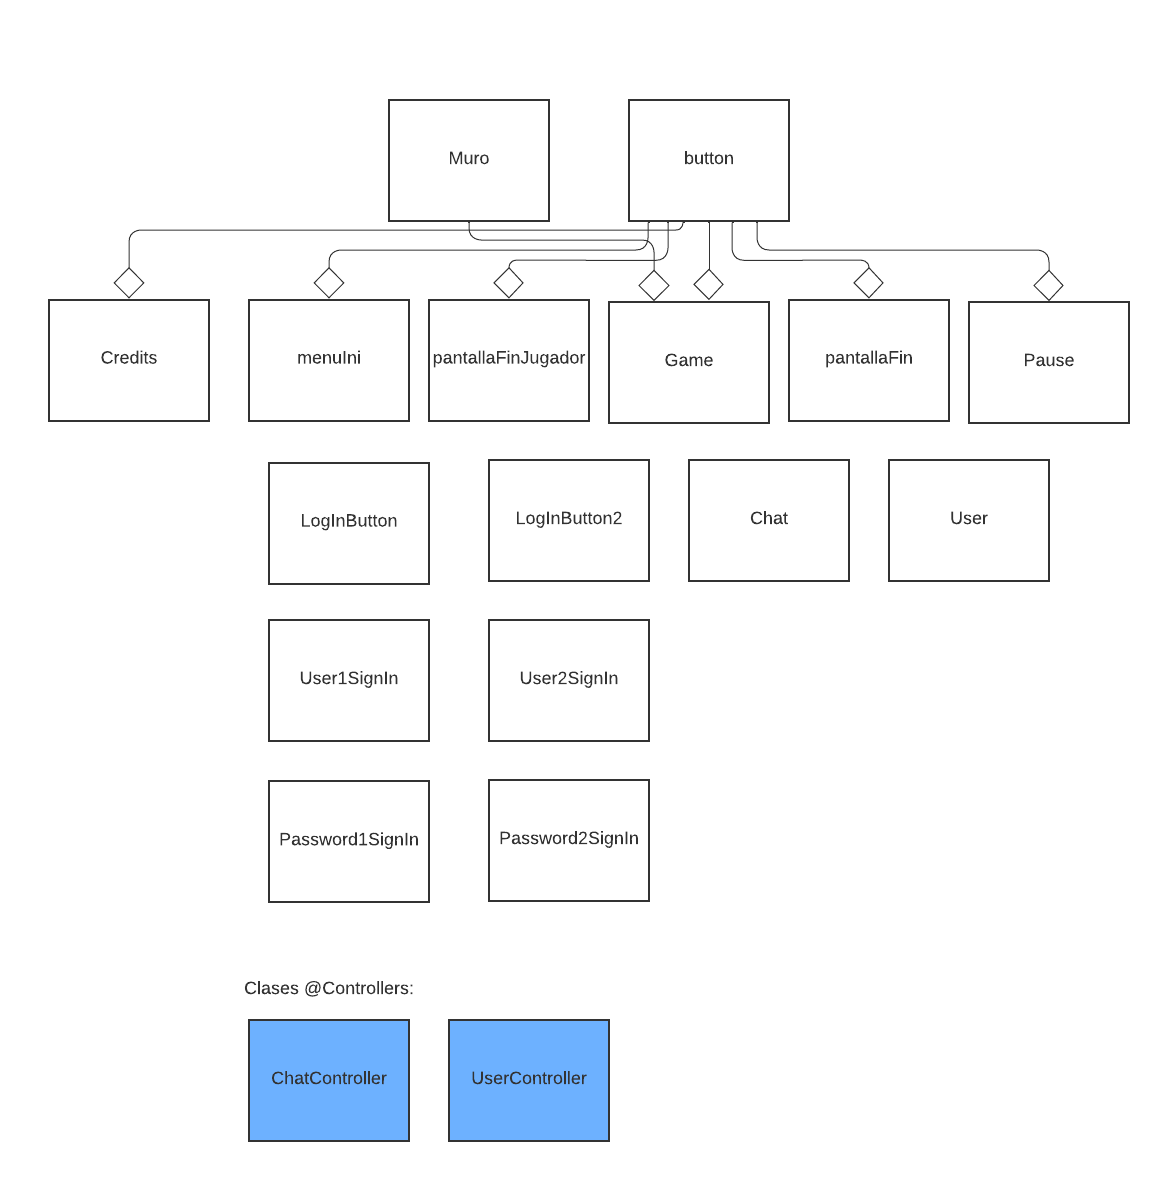 Muro
button
Credits
menuIni
pantallaFinJugador
Game
pantallaFin
Pause
LogInButton
LogInButton2
Chat
User
User1SignIn
User2SignIn
Password1SignIn
Password2SignIn
Clases @Controllers:
ChatController
UserController